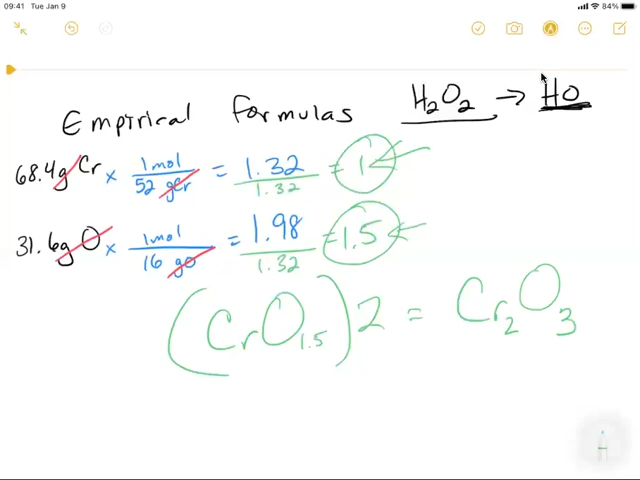 09:41 Tue Jan 9
84%
Empirical formulas H₂O₂ → HO
68.4g Cr × 1mol / 52 gCr = 1.32 / 1.32 = 1
31.6g O × 1mol / 16 gO = 1.98 / 1.32 = 1.5
(CrO₁.₅)2 = Cr₂O₃